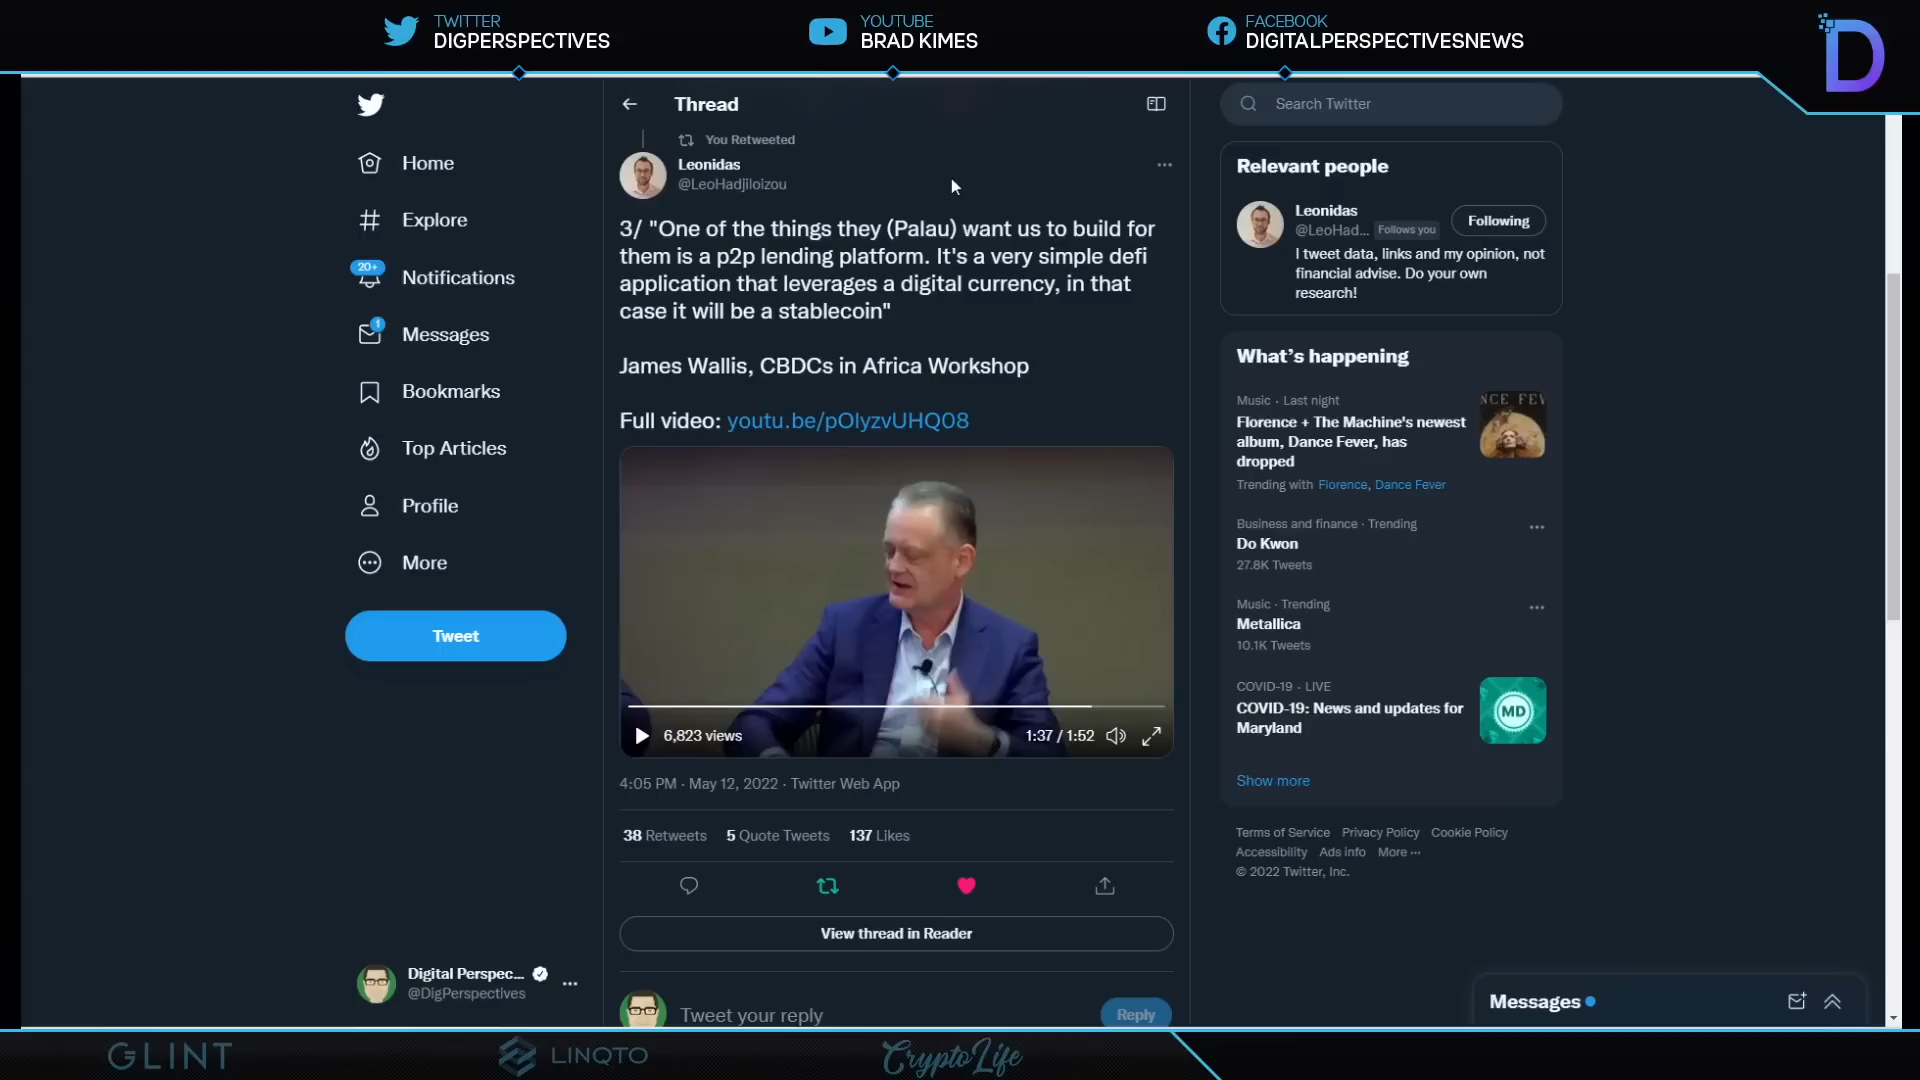 TWITTER
DIGPERSPECTIVES
YOUTUBE
BRAD KIMES
FACEBOOK
DIGITALPERSPECTIVESNEWS
D
Home
Explore
20+
Notifications
1
Messages
Bookmarks
Top Articles
Profile
More
Tweet
Digital Perspec...
@DigPerspectives
Thread
You Retweeted
Leonidas
@LeoHadjiloizou
3/ "One of the things they (Palau) want us to build for
them is a p2p lending platform. It's a very simple defi
application that leverages a digital currency, in that
case it will be a stablecoin"
James Wallis, CBDCs in Africa Workshop
Full video: youtu.be/pOlyzvUHQ08
6,823 views
1:37 / 1:52
4:05 PM · May 12, 2022 · Twitter Web App
38 Retweets 5 Quote Tweets 137 Likes
View thread in Reader
Tweet your reply
Reply
Search Twitter
Relevant people
Leonidas
@LeoHad... Follows you
Following
I tweet data, links and my opinion, not
financial advise. Do your own
research!
What's happening
Music · Last night
Florence + The Machine's newest
album, Dance Fever, has
dropped
Trending with Florence, Dance Fever
NCE FEV
Business and finance · Trending
Do Kwon
27.8K Tweets
Music · Trending
Metallica
10.1K Tweets
COVID-19 · LIVE
COVID-19: News and updates for
Maryland
MD
Show more
Terms of Service Privacy Policy Cookie Policy
Accessibility Ads info More ···
© 2022 Twitter, Inc.
Messages
GLINT
LINQTO
CryptoLife